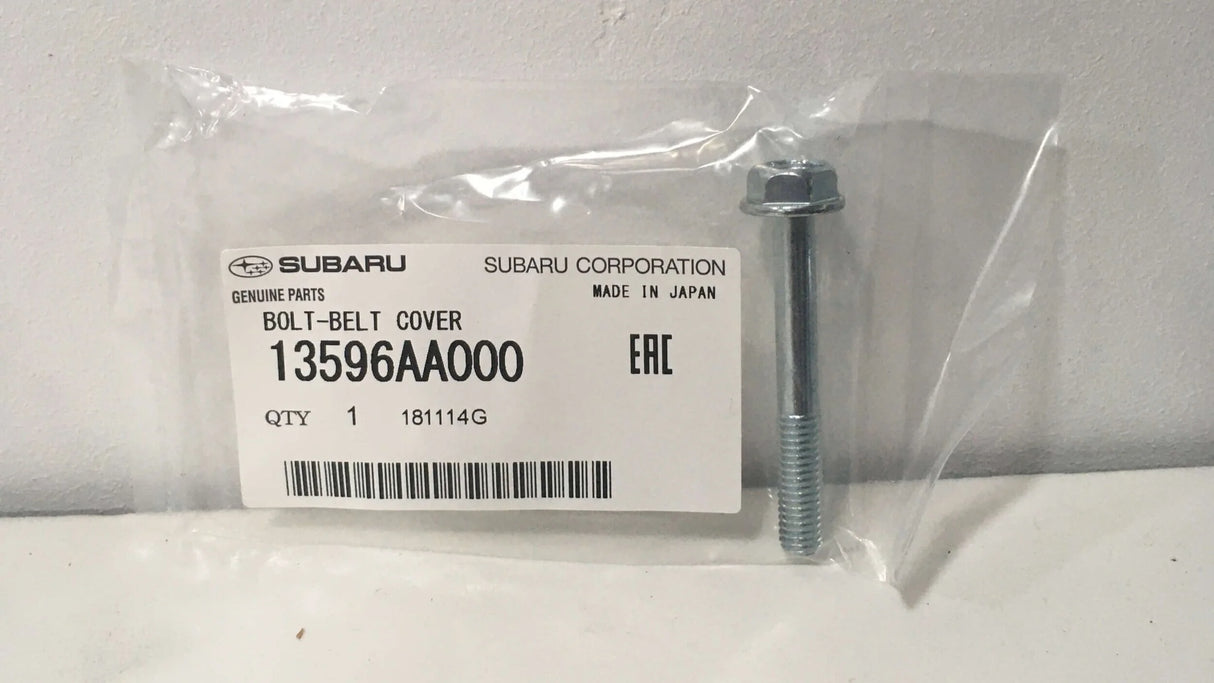 SUBARU SUBARU CORPORATION
GENUINE PARTS MADE IN JAPAN
BOLT-BELT COVER
13596AA000 EAC
QTY 1 181114G